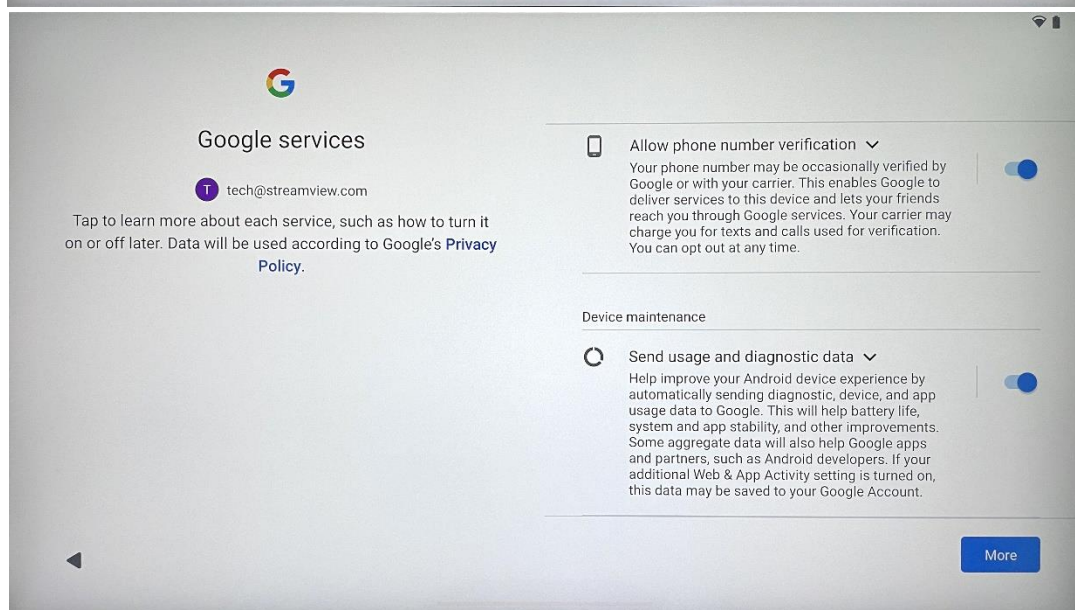 Google services
T tech@streamview.com
Tap to learn more about each service, such as how to turn it
on or off later. Data will be used according to Google’s Privacy
Policy.
Allow phone number verification
Your phone number may be occasionally verified by
Google or with your carrier. This enables Google to
deliver services to this device and lets your friends
reach you through Google services. Your carrier may
charge you for texts and calls used for verification.
You can opt out at any time.
Device maintenance
Send usage and diagnostic data
Help improve your Android device experience by
automatically sending diagnostic, device, and app
usage data to Google. This will help battery life,
system and app stability, and other improvements.
Some aggregate data will also help Google apps
and partners, such as Android developers. If your
additional Web & App Activity setting is turned on,
this data may be saved to your Google Account.
More